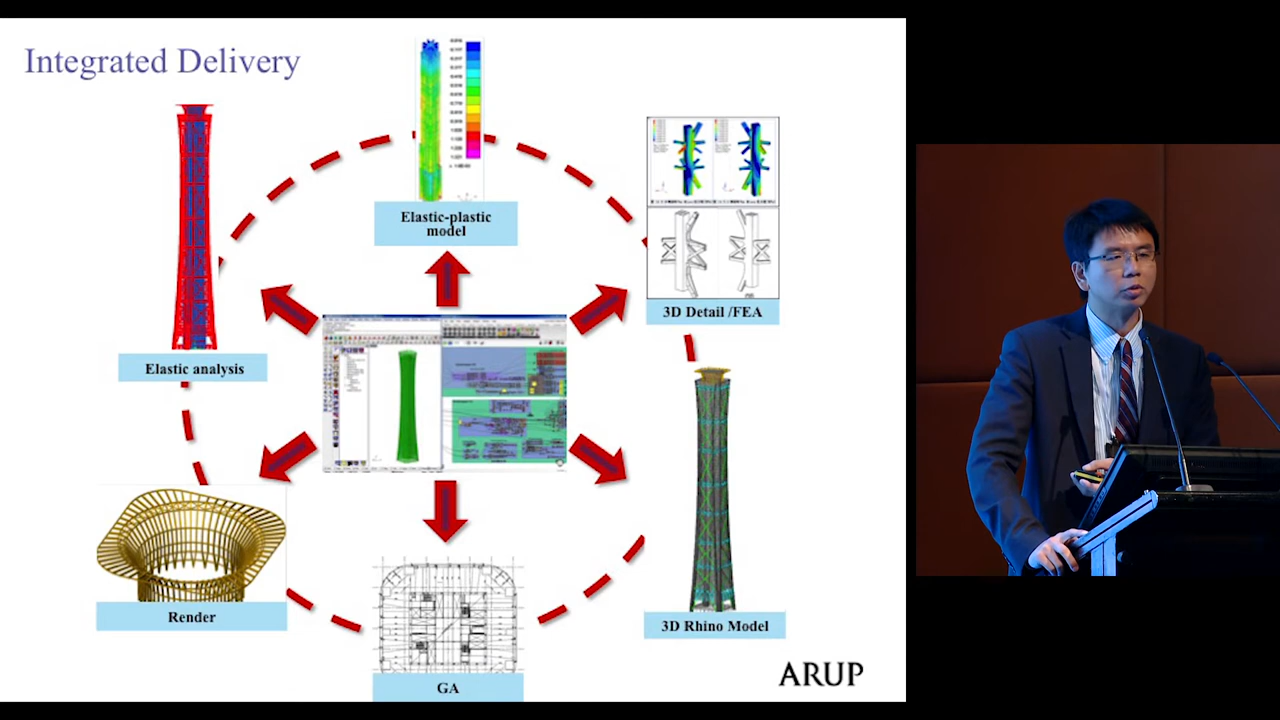 Integrated Delivery
Elastic-plastic
model
3D Detail /FEA
Elastic analysis
Render
3D Rhino Model
GA
ARUP